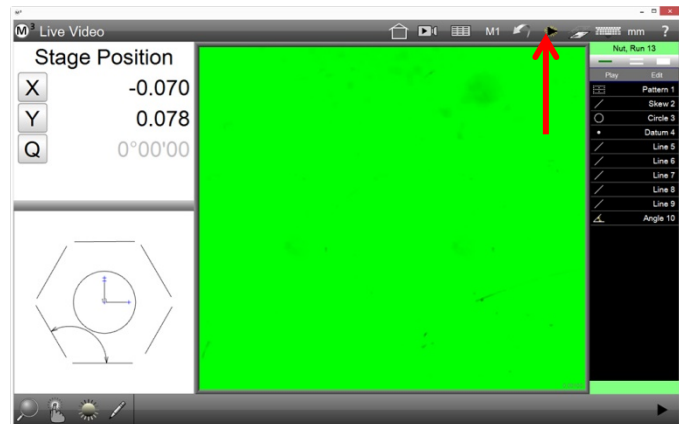 M3 Live Video
M1
mm
?
Stage Position
X -0.070
Y 0.078
Q 0°00'00
Nut, Run 13
Play Edit
Pattern 1
Skew 2
Circle 3
Datum 4
Line 5
Line 6
Line 7
Line 8
Line 9
Angle 10